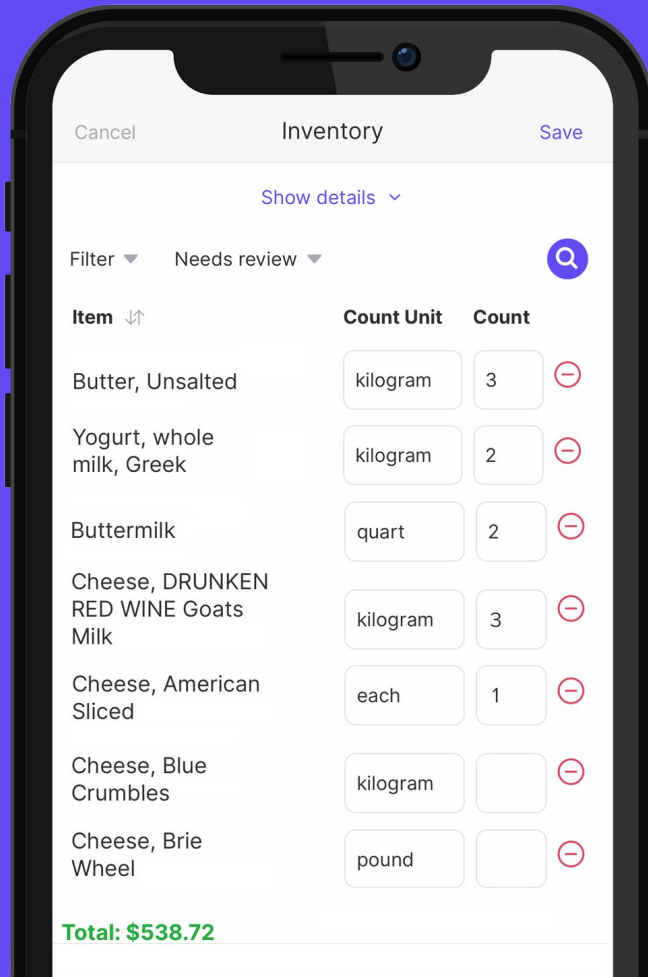 Cancel Inventory Save
Show details
Filter Needs review
Item Count Unit Count
Butter, Unsalted kilogram 3
Yogurt, whole
milk, Greek kilogram 2
Buttermilk quart 2
Cheese, DRUNKEN
RED WINE Goats
Milk kilogram 3
Cheese, American
Sliced each 1
Cheese, Blue
Crumbles kilogram
Cheese, Brie
Wheel pound
Total: $538.72